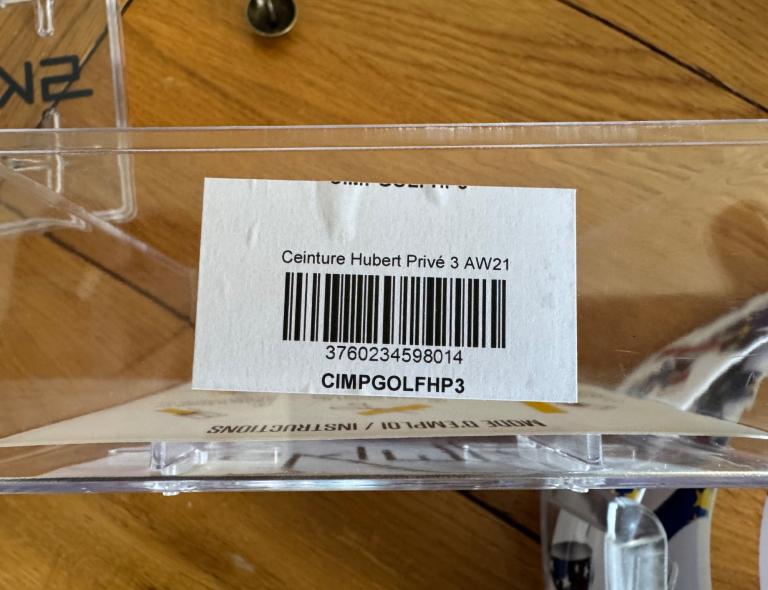 Ceinture Hubert Privé 3 AW21
3760234598014
CIMPGOLFHP3
MODE D'EMPLOI / INSTRUCTIONS